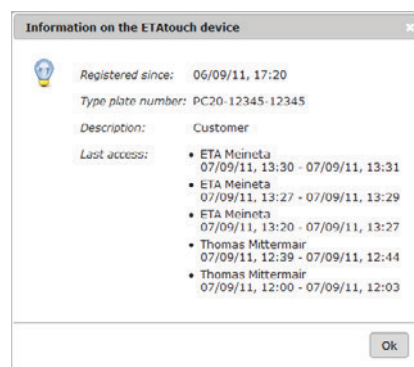 Information on the ETAtouch device
Registered since: 06/09/11, 17:20
Type plate number: PC20-12345-12345
Description: Customer
Last access: • ETA Meineta
07/09/11, 13:30 - 07/09/11, 13:31
• ETA Meineta
07/09/11, 13:27 - 07/09/11, 13:29
• ETA Meineta
07/09/11, 13:20 - 07/09/11, 13:27
• Thomas Mittermair
07/09/11, 12:39 - 07/09/11, 12:44
• Thomas Mittermair
07/09/11, 12:00 - 07/09/11, 12:03
Ok